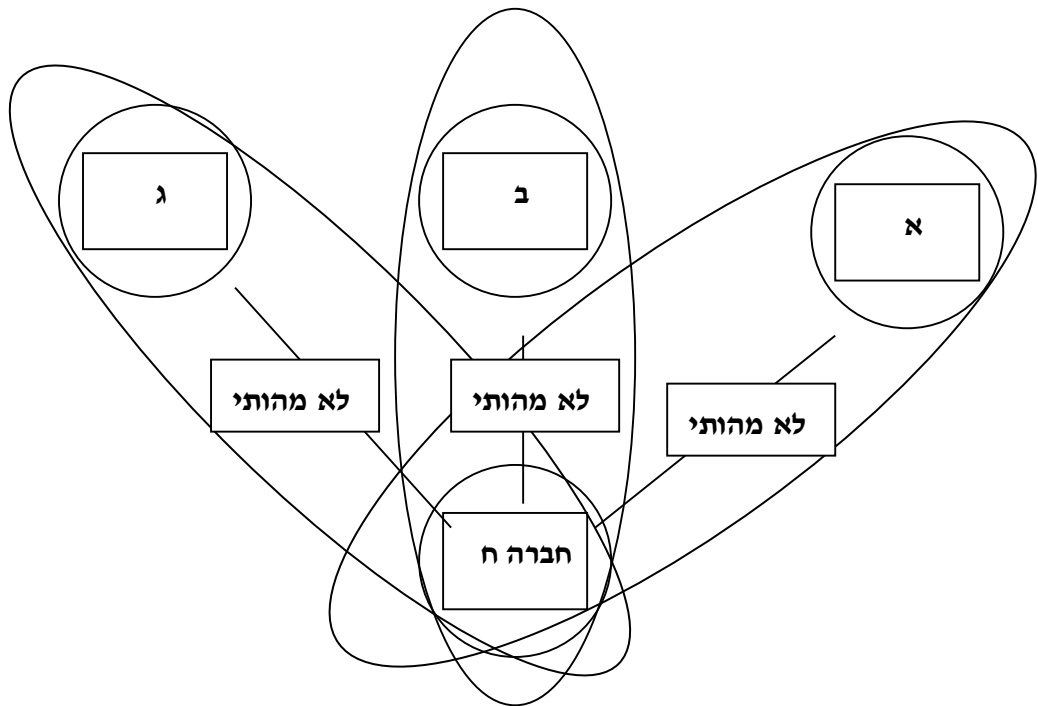 א
ב
ג
לא מהותי
לא מהותי
לא מהותי
חברה ח